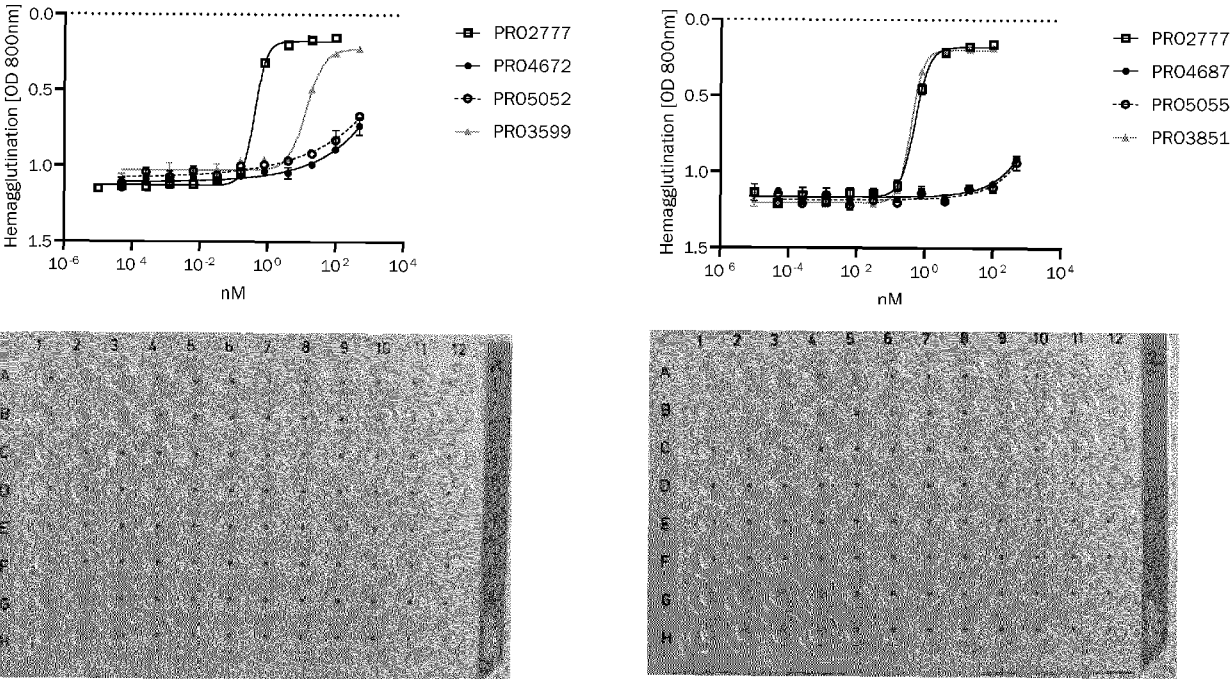 Hemagglutination [OD 800nm]
0.0
0.5
1.0
1.5
10-6 10-4 10-2 100 102 104
nM
PRO2777
PRO4672
PRO5052
PRO3599
Hemagglutination [OD 800nm]
0.0
0.5
1.0
1.5
10-6 10-4 10-2 100 102 104
nM
PRO2777
PRO4687
PRO5055
PRO3851
1 2 3 4 5 6 7 8 9 10 11 12
A
B
C
D
E
F
G
H
1 2 3 4 5 6 7 8 9 10 11 12
A
B
C
D
E
F
G
H